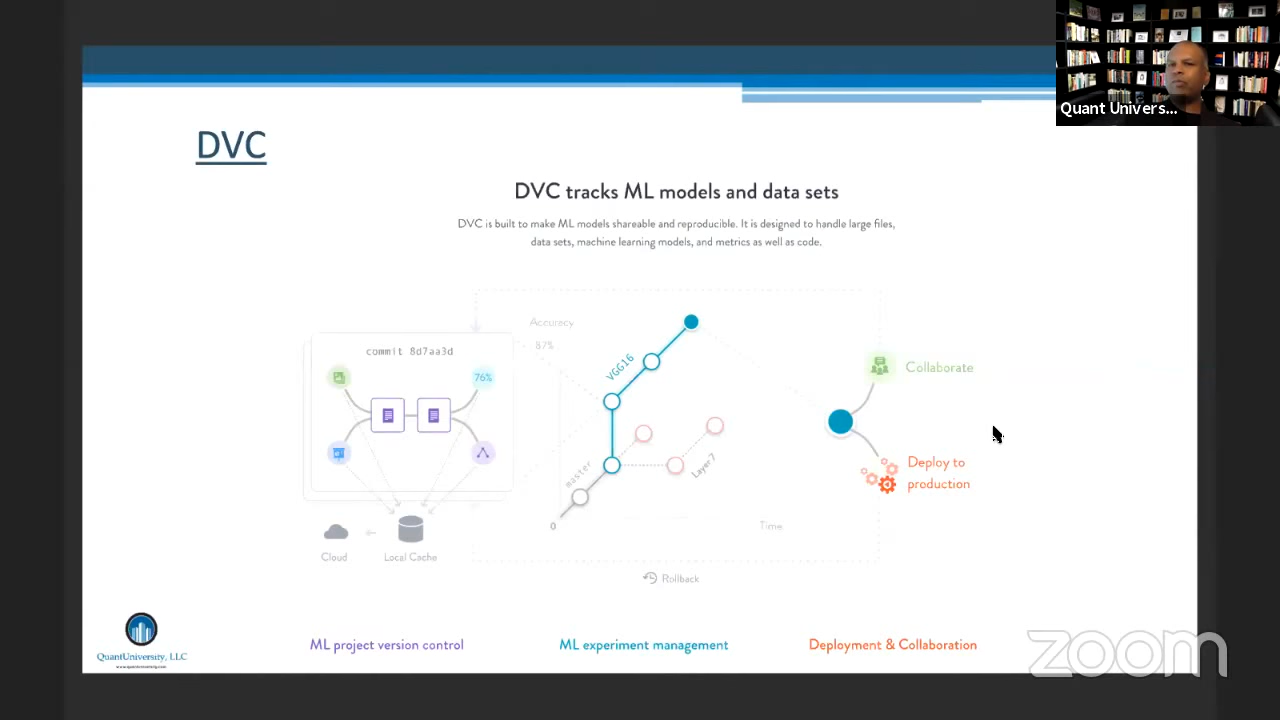 Quant Univers...
DVC
DVC tracks ML models and data sets
DVC is built to make ML models shareable and reproducible. It is designed to handle large files,
data sets, machine learning models, and metrics as well as code.
Accuracy
87%
commit 8d7aa3d
76%
VGG16
Collaborate
master
Layer7
Deploy to
production
0
Time
Cloud
Local Cache
Rollback
QuantUniversity, LLC
www.quantuniversity.com
ML project version control
ML experiment management
Deployment & Collaboration
zoom